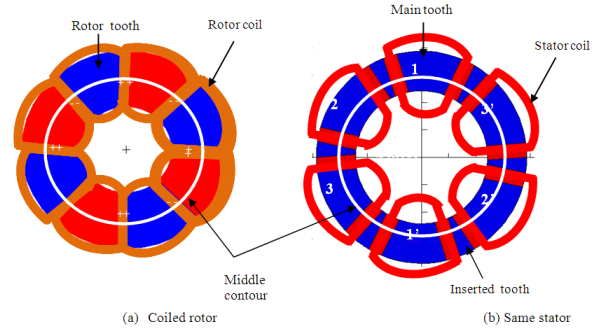 Rotor tooth
Rotor coil
Main tooth
Stator coil
1
2
3'
3
2'
1'
Middle
contour
Inserted tooth
(a) Coiled rotor
(b) Same stator